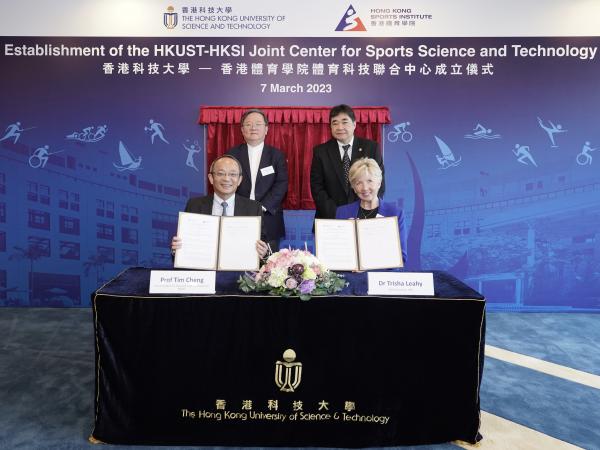 香港科技大學
THE HONG KONG UNIVERSITY OF
SCIENCE AND TECHNOLOGY
HONG KONG
SPORTS INSTITUTE
香港體育學院
Establishment of the HKUST-HKSI Joint Center for Sports Science and Technology
香港科技大學 — 香港體育學院體育科技聯合中心成立儀式
7 March 2023
Prof Tim Cheng
Dr Trisha Leahy
香港科技大學
The Hong Kong University of Science & Technology